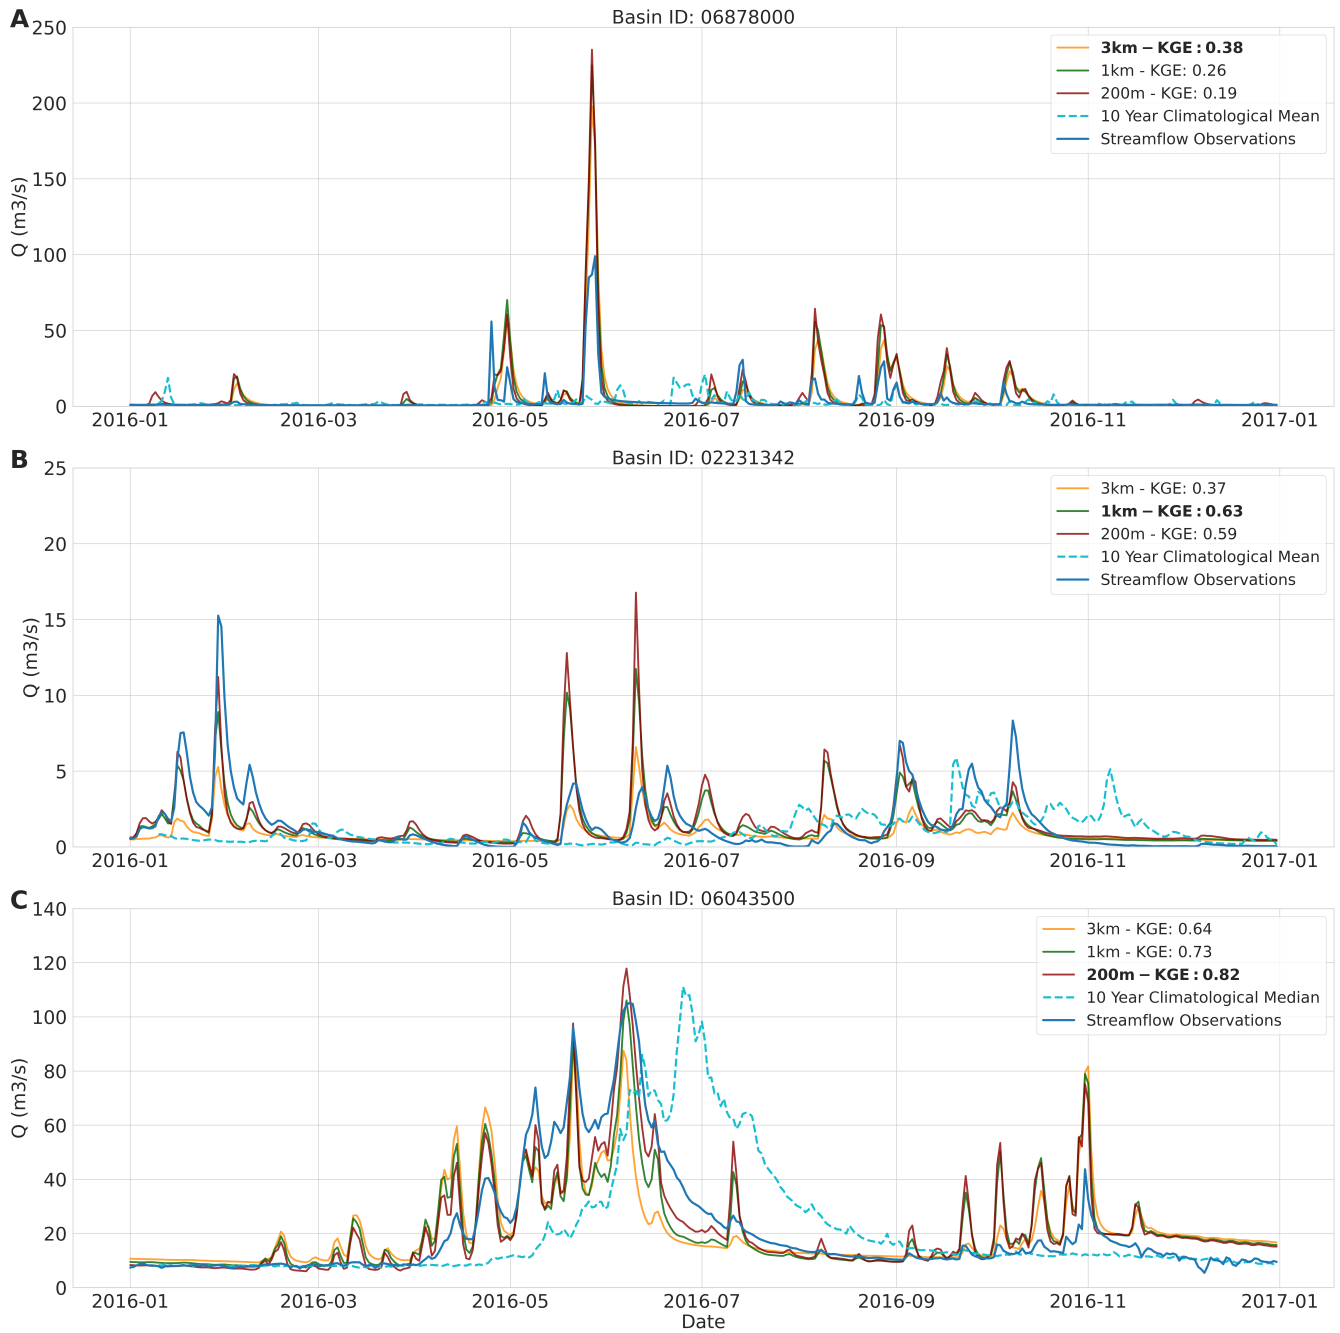 A
Basin ID: 06878000
250
200
150
100
50
0
Q (m3/s)
3km − KGE : 0.38
1km - KGE: 0.26
200m - KGE: 0.19
10 Year Climatological Mean
Streamflow Observations
2016-01 2016-03 2016-05 2016-07 2016-09 2016-11 2017-01
B
Basin ID: 02231342
25
20
15
10
5
0
Q (m3/s)
3km - KGE: 0.37
1km − KGE : 0.63
200m - KGE: 0.59
10 Year Climatological Mean
Streamflow Observations
2016-01 2016-03 2016-05 2016-07 2016-09 2016-11 2017-01
C
Basin ID: 06043500
140
120
100
80
60
40
20
0
Q (m3/s)
3km - KGE: 0.64
1km - KGE: 0.73
200m − KGE : 0.82
10 Year Climatological Median
Streamflow Observations
2016-01 2016-03 2016-05 2016-07 2016-09 2016-11 2017-01
Date